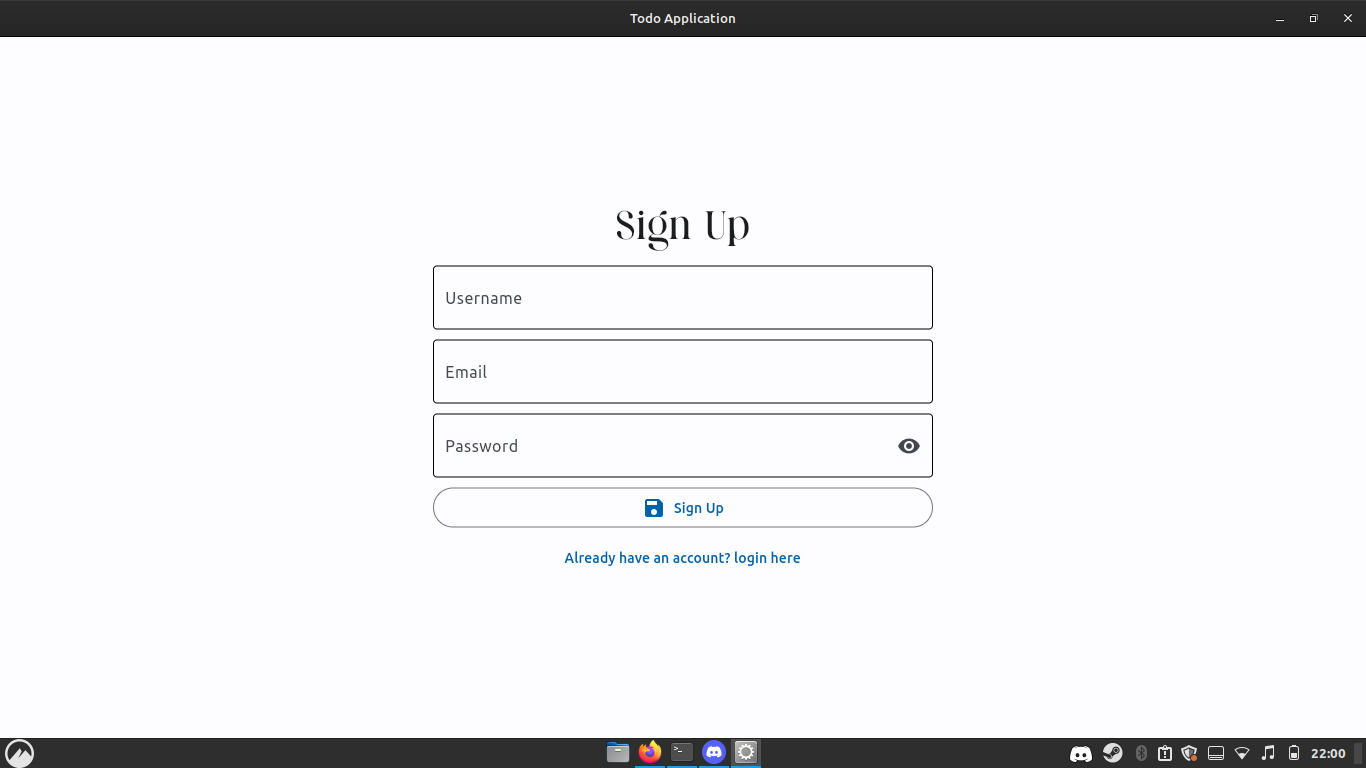 Todo Application
Sign Up
Username
Email
Password
Sign Up
Already have an account? login here
22:00